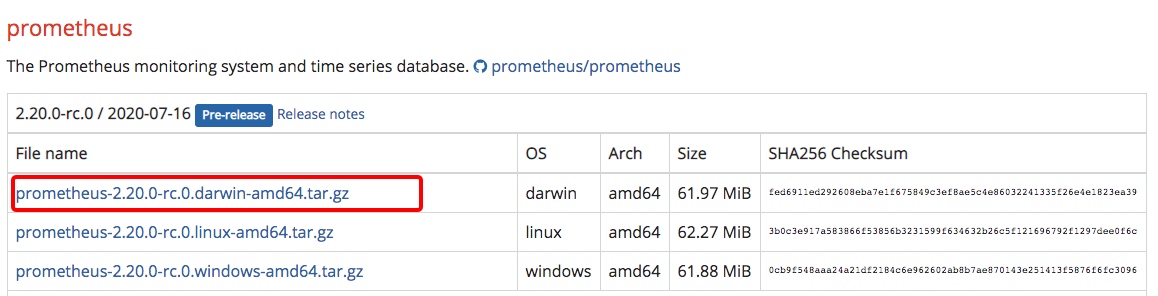 prometheus
The Prometheus monitoring system and time series database. prometheus/prometheus
2.20.0-rc.0 / 2020-07-16 Pre-release Release notes
File name OS Arch Size SHA256 Checksum
prometheus-2.20.0-rc.0.darwin-amd64.tar.gz darwin amd64 61.97 MiB fed6911ed292608eba7e1f675849c3ef8ae5c4e86032241335f26e4e1823ea39
prometheus-2.20.0-rc.0.linux-amd64.tar.gz linux amd64 62.27 MiB 3b0c3e917a583866f53856b3231599f634632b26c5f121696792f1297dee0f6c
prometheus-2.20.0-rc.0.windows-amd64.tar.gz windows amd64 61.88 MiB 0cb9f548aaa24a21df2184c6e962602ab8b7ae870143e251413f5876f6fc3096